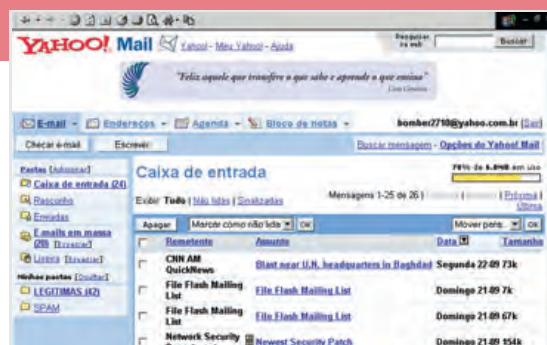 YAHOO! Mail Yahoo! - Meu Yahoo! - Ajuda
Pesquisar na web Buscar
"Feliz aquele que transfere o que sabe e aprende o que ensina"
Cora Coralina
E-mail - Endereços - Agenda - Bloco de notas - bomber2710@yahoo.com.br [Sair]
Checar e-mail Escrever Buscar mensagem - Opções do Yahoo! Mail
Pastas [Adicionar]
Caixa de entrada (24)
Rascunho
Enviadas
E-mails em massa
(20) [Esvaziar]
Lixeira [Esvaziar]
Minhas pastas [Ocultar]
LEGITIMAS (42)
SPAM
Caixa de entrada
em uso
Exibir Tudo | Não lidas | Sinalizadas
Mensagens 1-25 de 26 | | Próxima |
Última
Apagar Marcar como não lida OK Mover para... OK
Remetente Assunto Data Tamanho
CNN AM QuickNews Blast near U.N. headquarters in Baghdad Segunda 22-09 73k
File Flash Mailing List File Flash Mailing List Domingo 21-09 7k
File Flash Mailing List File Flash Mailing List Domingo 21-09 67k
Network Security Newest Security Patch Domingo 21-09 154k